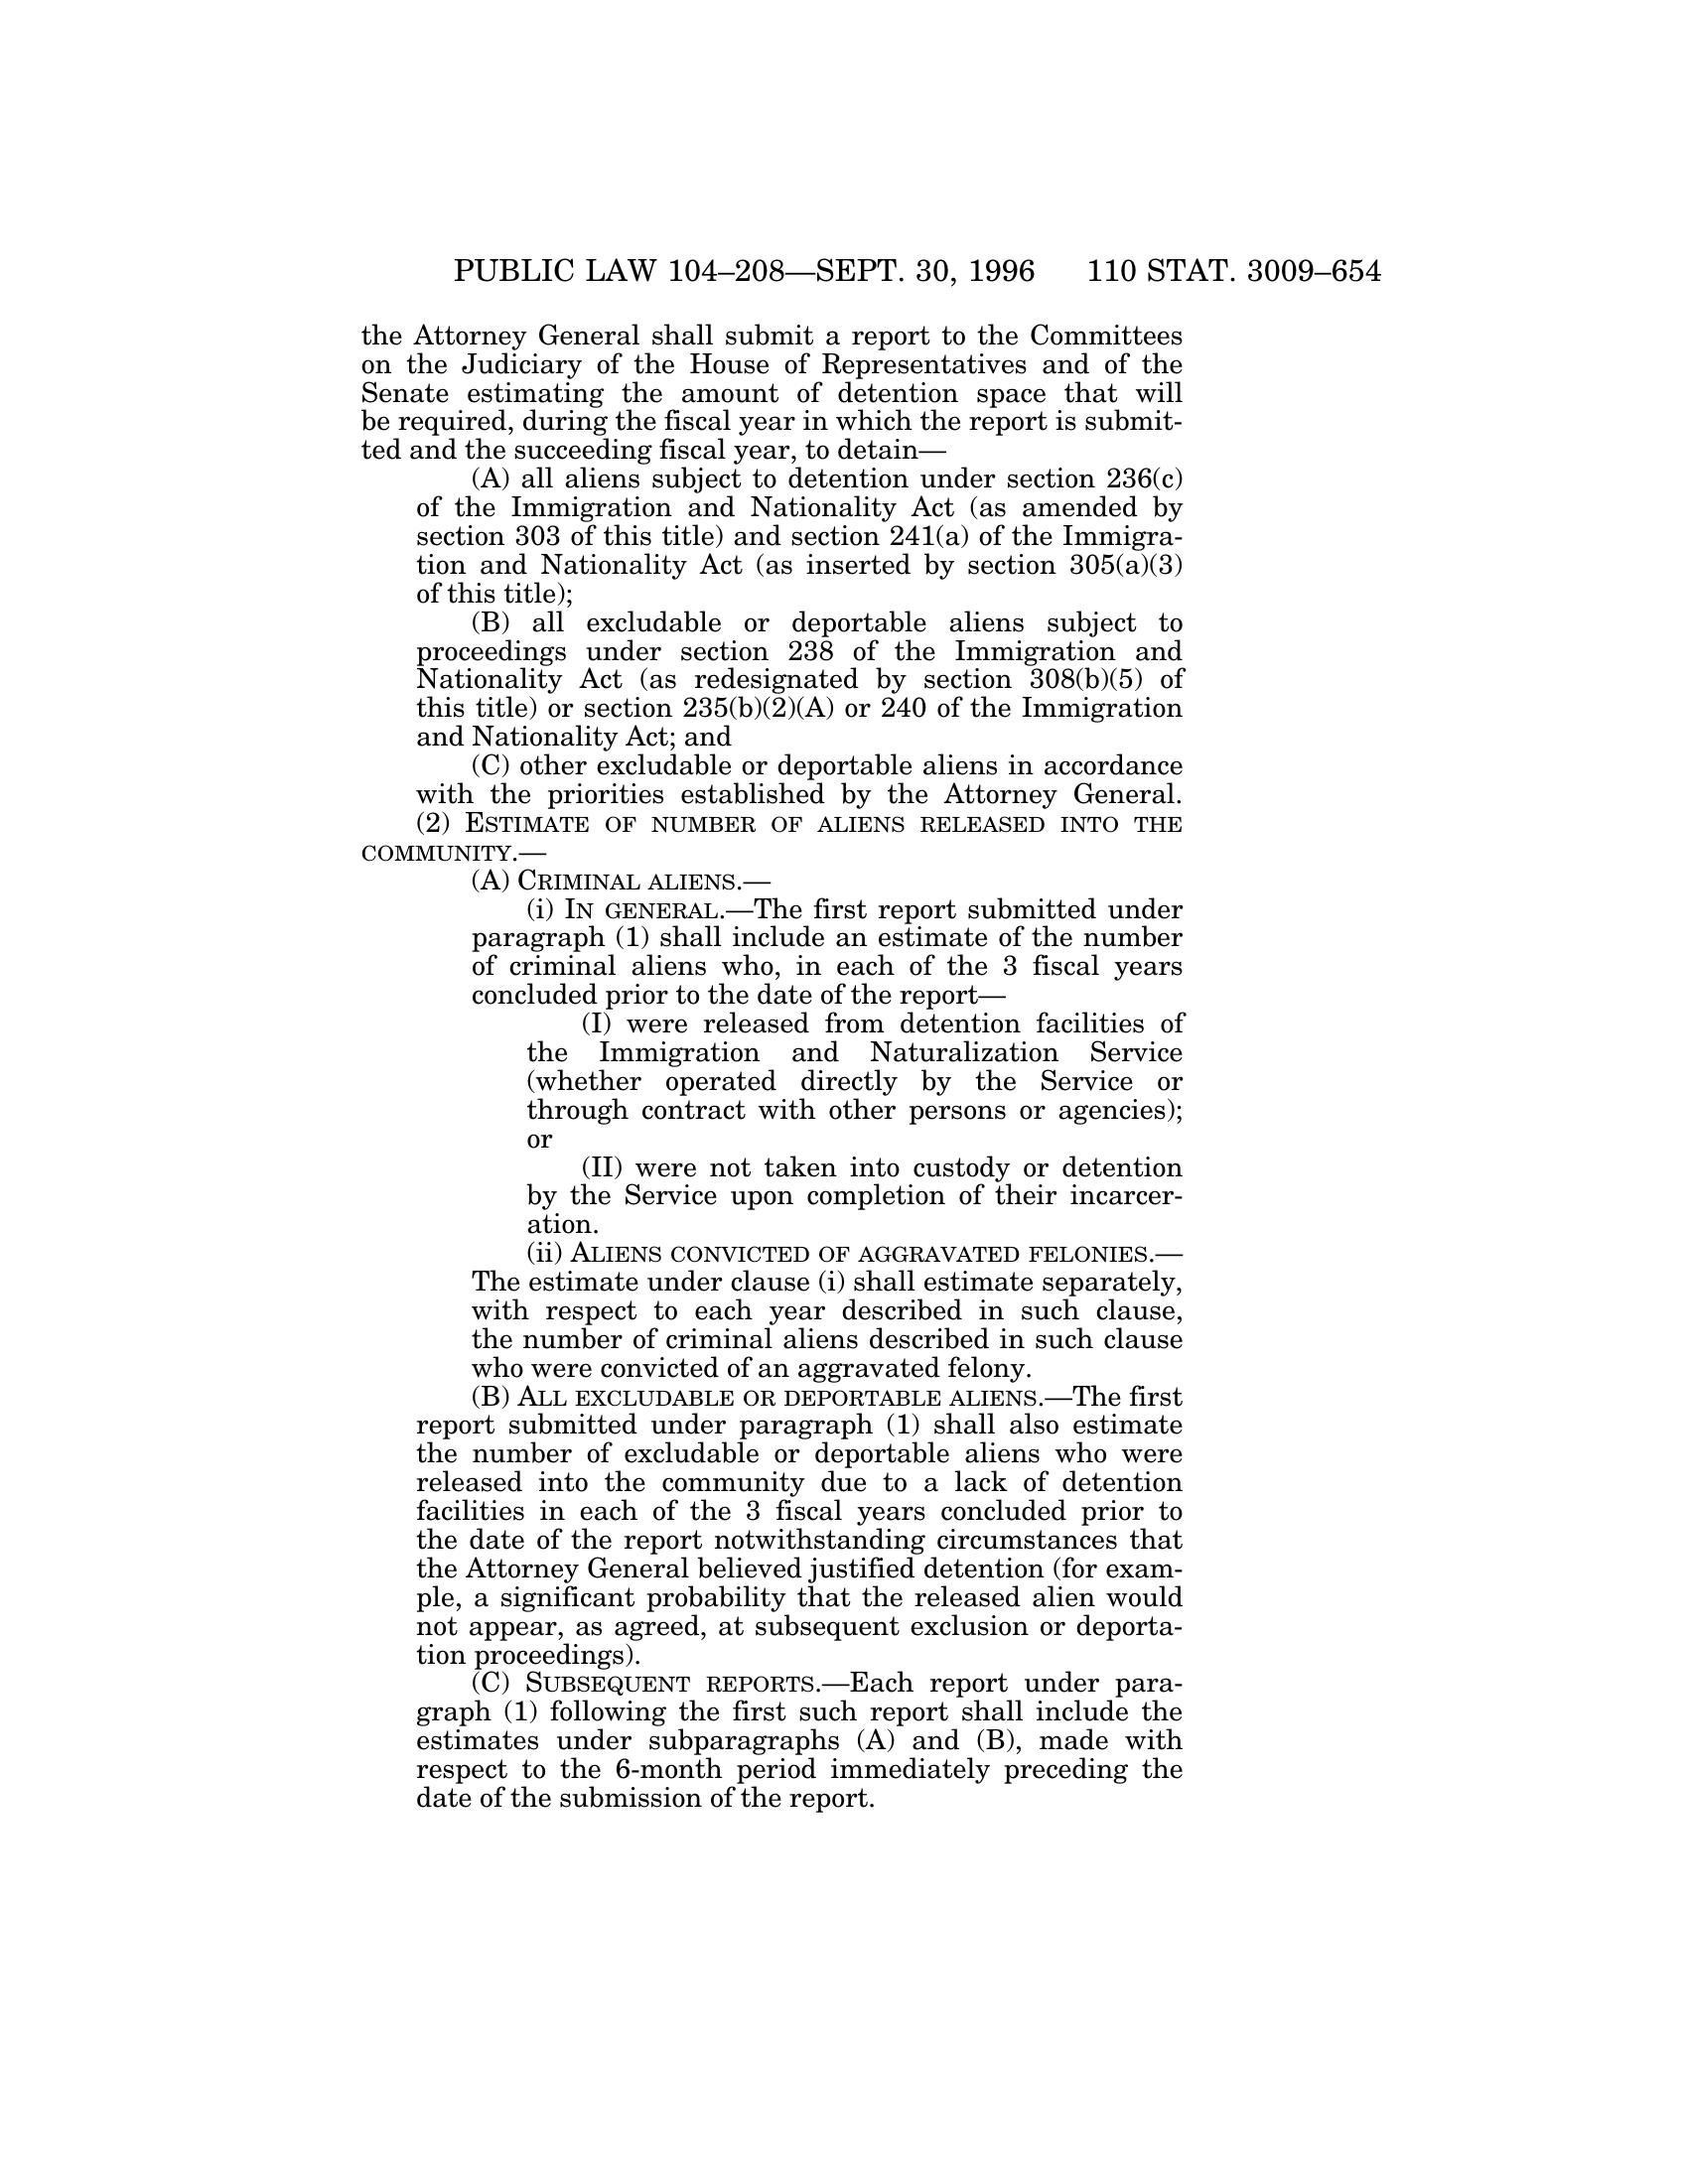 PUBLIC LAW 104–208—SEPT. 30, 1996 110 STAT. 3009–654
the Attorney General shall submit a report to the Committees
on the Judiciary of the House of Representatives and of the
Senate estimating the amount of detention space that will
be required, during the fiscal year in which the report is submit-
ted and the succeeding fiscal year, to detain—
(A) all aliens subject to detention under section 236(c)
of the Immigration and Nationality Act (as amended by
section 303 of this title) and section 241(a) of the Immigra-
tion and Nationality Act (as inserted by section 305(a)(3)
of this title);
(B) all excludable or deportable aliens subject to
proceedings under section 238 of the Immigration and
Nationality Act (as redesignated by section 308(b)(5) of
this title) or section 235(b)(2)(A) or 240 of the Immigration
and Nationality Act; and
(C) other excludable or deportable aliens in accordance
with the priorities established by the Attorney General.
(2) ESTIMATE OF NUMBER OF ALIENS RELEASED INTO THE
COMMUNITY.—
(A) CRIMINAL ALIENS.—
(i) IN GENERAL.—The first report submitted under
paragraph (1) shall include an estimate of the number
of criminal aliens who, in each of the 3 fiscal years
concluded prior to the date of the report—
(I) were released from detention facilities of
the Immigration and Naturalization Service
(whether operated directly by the Service or
through contract with other persons or agencies);
or
(II) were not taken into custody or detention
by the Service upon completion of their incarcer-
ation.
(ii) ALIENS CONVICTED OF AGGRAVATED FELONIES.—
The estimate under clause (i) shall estimate separately,
with respect to each year described in such clause,
the number of criminal aliens described in such clause
who were convicted of an aggravated felony.
(B) ALL EXCLUDABLE OR DEPORTABLE ALIENS.—The first
report submitted under paragraph (1) shall also estimate
the number of excludable or deportable aliens who were
released into the community due to a lack of detention
facilities in each of the 3 fiscal years concluded prior to
the date of the report notwithstanding circumstances that
the Attorney General believed justified detention (for exam-
ple, a significant probability that the released alien would
not appear, as agreed, at subsequent exclusion or deporta-
tion proceedings).
(C) SUBSEQUENT REPORTS.—Each report under para-
graph (1) following the first such report shall include the
estimates under subparagraphs (A) and (B), made with
respect to the 6-month period immediately preceding the
date of the submission of the report.